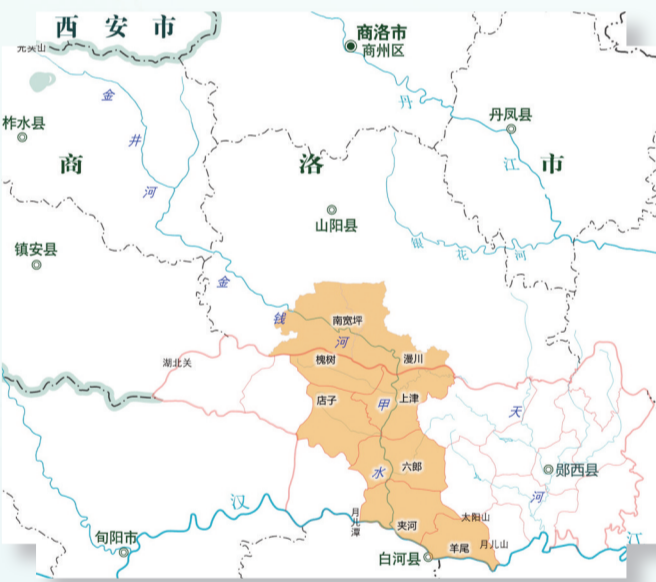 西安市
商洛市
商州区
光头山
金
丹
丹凤县
柞水县
井
商
洛
江
市
河
山阳县
镇安县
银
花
河
金
钱
南宽坪
河
湖北关
槐树
漫川
店子
甲
上津
天
水
六郎
郧西县
河
汉
月儿潭
太阳山
夹河
旬阳市
羊尾
月儿山
白河县
江